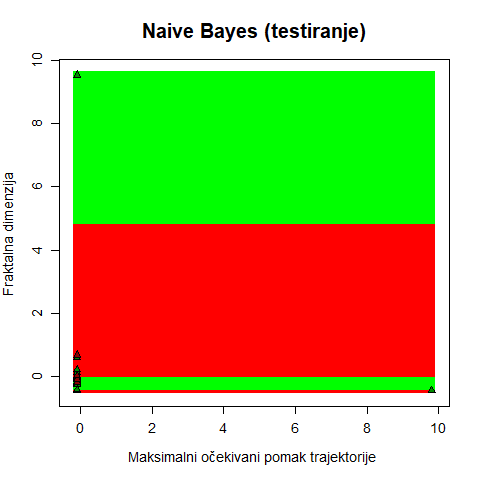 Naive Bayes (testiranje)
Fraktalna dimenzija
10
8
6
4
2
0
0 2 4 6 8 10
Maksimalni očekivani pomak trajektorije